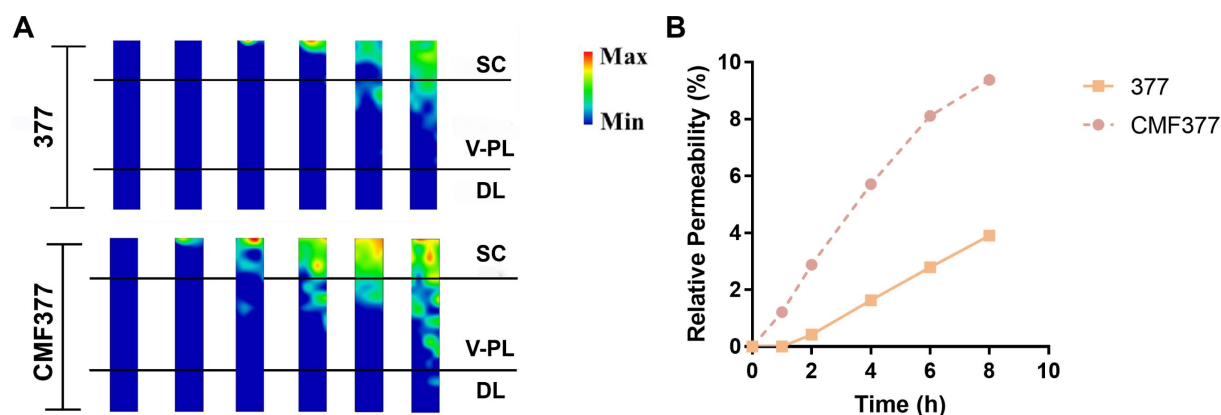 A
377
SC
V-PL
DL
CMF377
SC
V-PL
DL
Max
Min
B
Relative Permeability (%)
10
8
6
4
2
0
0 2 4 6 8 10
Time (h)
377
CMF377